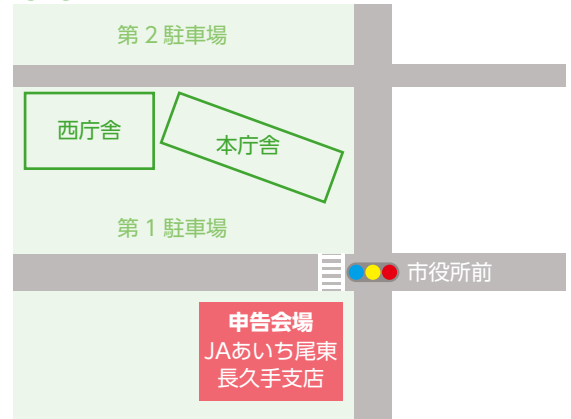 第2駐車場
西庁舎
本庁舎
第1駐車場
市役所前
申告会場
JAあいち尾東
長久手支店